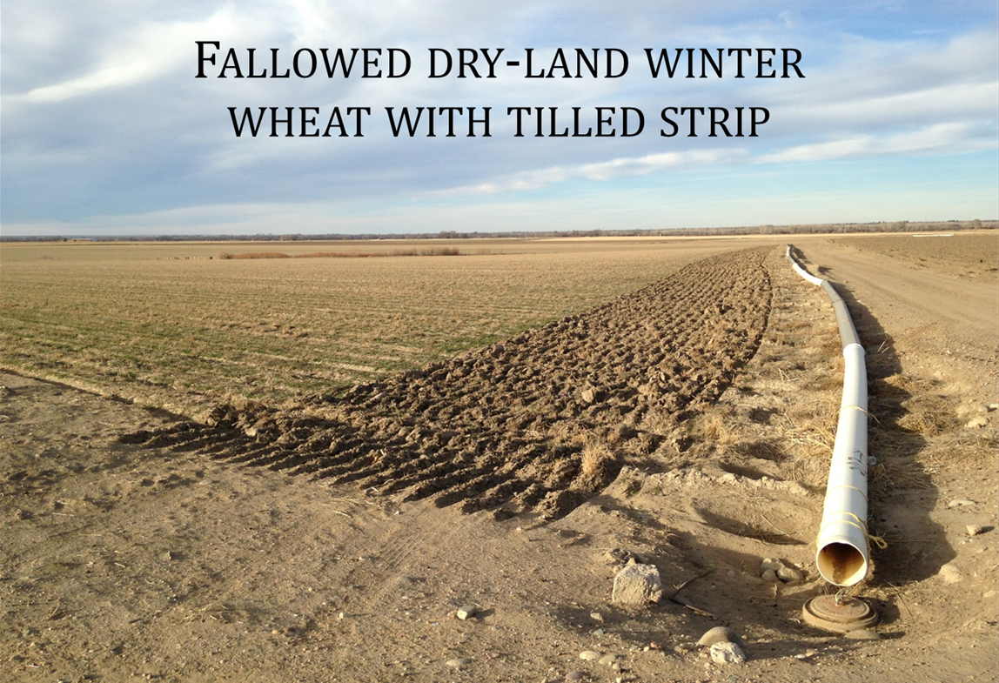 Fallowed dry-land winter
wheat with tilled strip